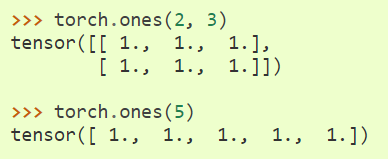 >>> torch.ones(2, 3)
tensor([[ 1.,  1.,  1.],
        [ 1.,  1.,  1.]])
>>> torch.ones(5)
tensor([ 1.,  1.,  1.,  1.,  1.])